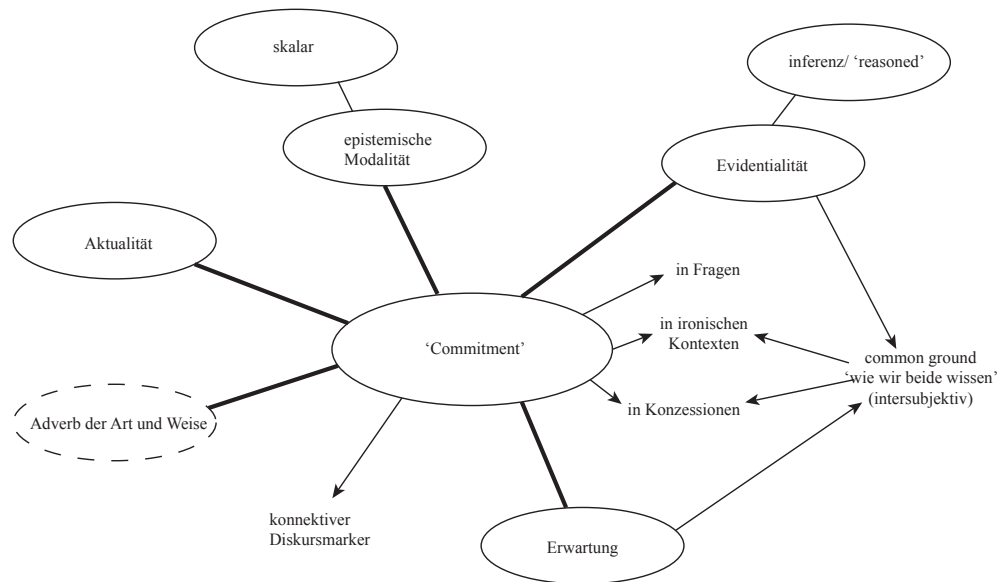 skalar
inferenz/ ‘reasoned’
epistemische
Modalität
Evidentialität
Aktualität
in Fragen
in ironischen
Kontexten
‘Commitment’
common ground
‘wie wir beide wissen’
(intersubjektiv)
in Konzessionen
Adverb der Art und Weise
konnektiver
Diskursmarker
Erwartung